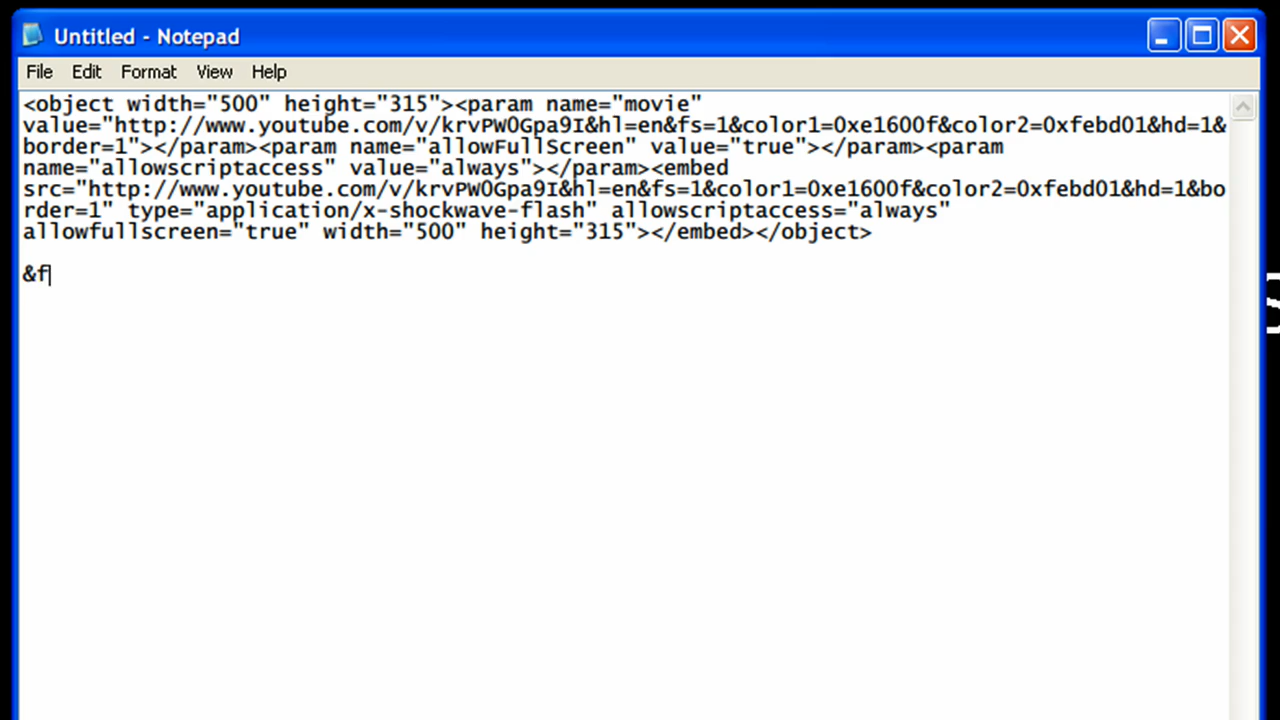 Untitled - Notepad
File Edit Format View Help
<object width="500" height="315"><param name="movie"
value="http://www.youtube.com/v/krvPW0Gpa9I&hl=en&fs=1&color1=0xe1600f&color2=0xfebd01&hd=1&
border=1"></param><param name="allowFullScreen" value="true"></param><param
name="allowscriptaccess" value="always"></param><embed
src="http://www.youtube.com/v/krvPW0Gpa9I&hl=en&fs=1&color1=0xe1600f&color2=0xfebd01&hd=1&bo
rder=1" type="application/x-shockwave-flash" allowscriptaccess="always"
allowfullscreen="true" width="500" height="315"></embed></object>
&f